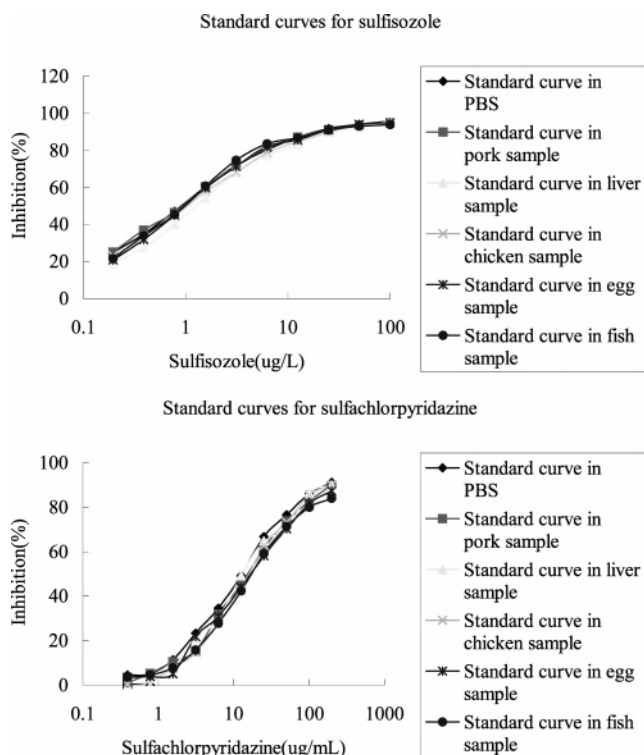 Standard curves for sulfisozole
120
100
80
60
40
20
0
Inhibition(%)
0.1 1 10 100
Sulfisozole(ug/L)
Standard curve in
PBS
Standard curve in
pork sample
Standard curve in liver
sample
Standard curve in
chicken sample
Standard curve in egg
sample
Standard curve in fish
sample
Standard curves for sulfachlorpyridazine
100
80
60
40
20
0
Inhibition(%)
0.1 1 10 100 1000
Sulfachlorpyridazine(ug/mL)
Standard curve in
PBS
Standard curve in
pork sample
Standard curve in liver
sample
Standard curve in
chicken sample
Standard curve in egg
sample
Standard curve in fish
sample